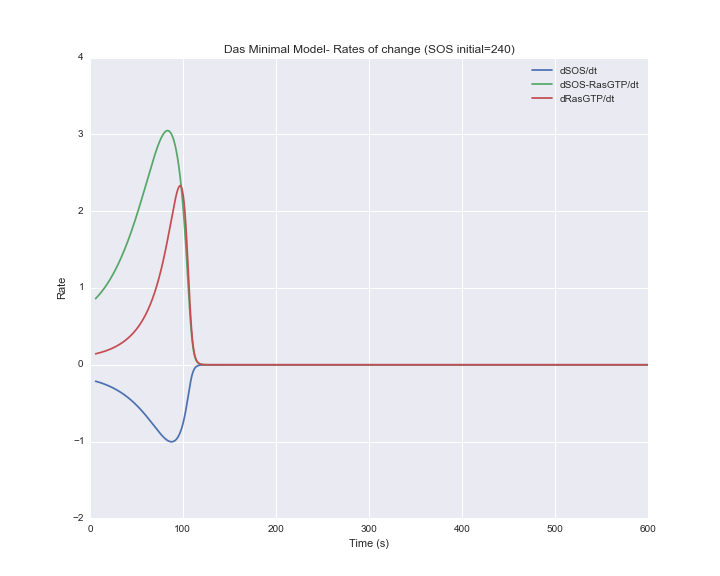 Das Minimal Model- Rates of change (SOS initial=240)
dSOS/dt
dSOS-RasGTP/dt
dRasGTP/dt
4
3
2
1
0
−1
−2
Rate
0 100 200 300 400 500 600
Time (s)